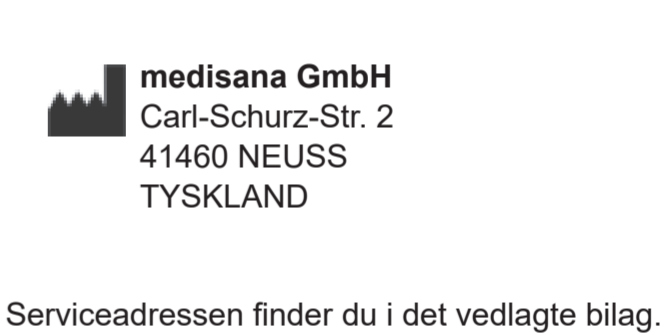 medisana GmbH
Carl-Schurz-Str. 2
41460 NEUSS
TYSKLAND
Serviceadressen finder du i det vedlagte bilag.